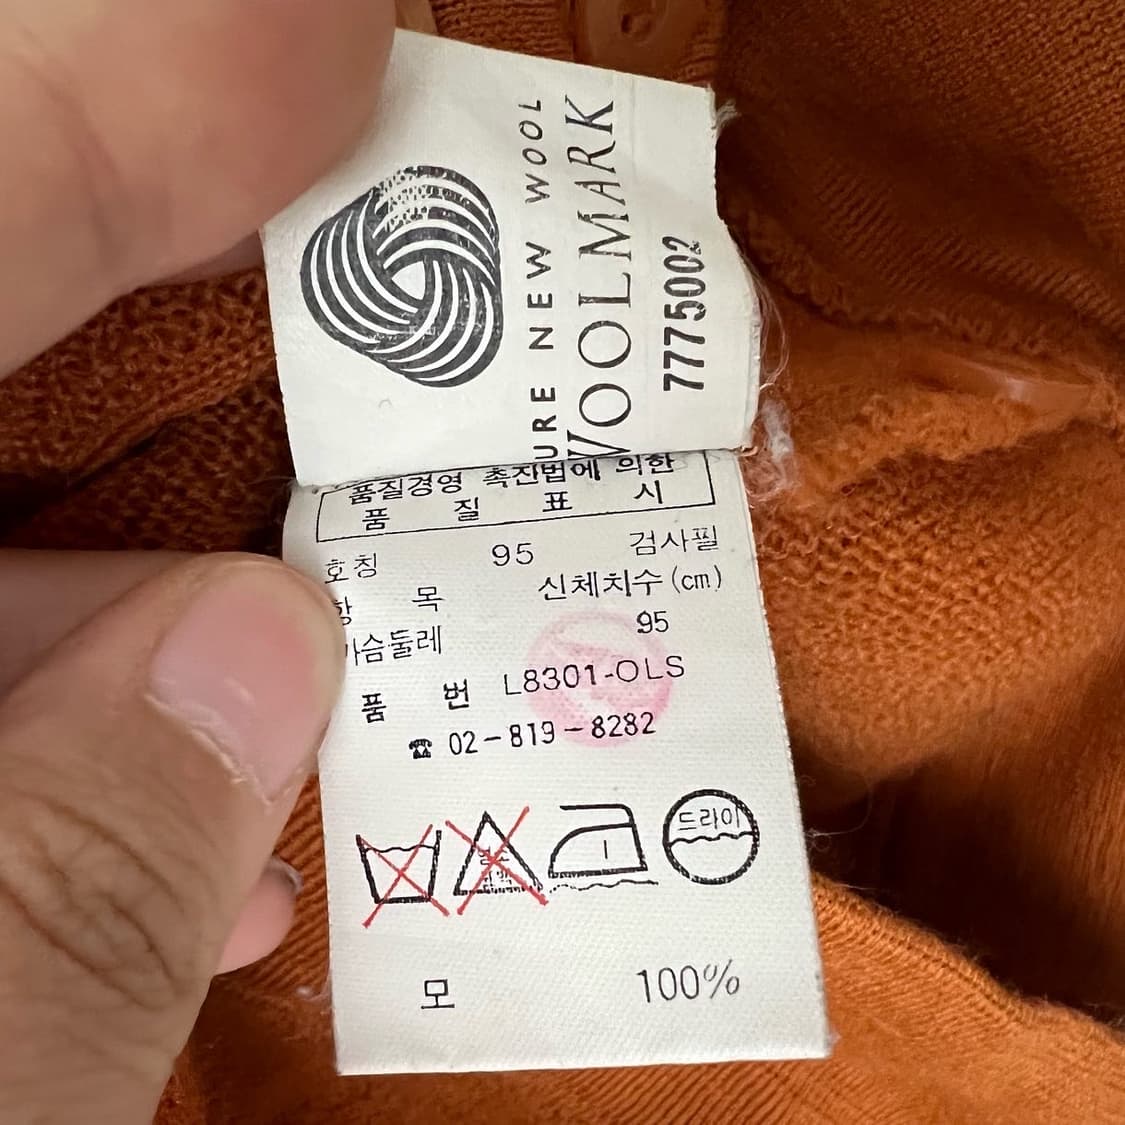 URE NEW WOOL
WOOLMARK
7775002
품질경영 촉진법에 의한
품 질 표 시
호칭 95 검사필
항 목 신체치수(cm)
가슴둘레 95
품 번 L8301-OLS
☎ 02-819-8282
드라이
모 100%